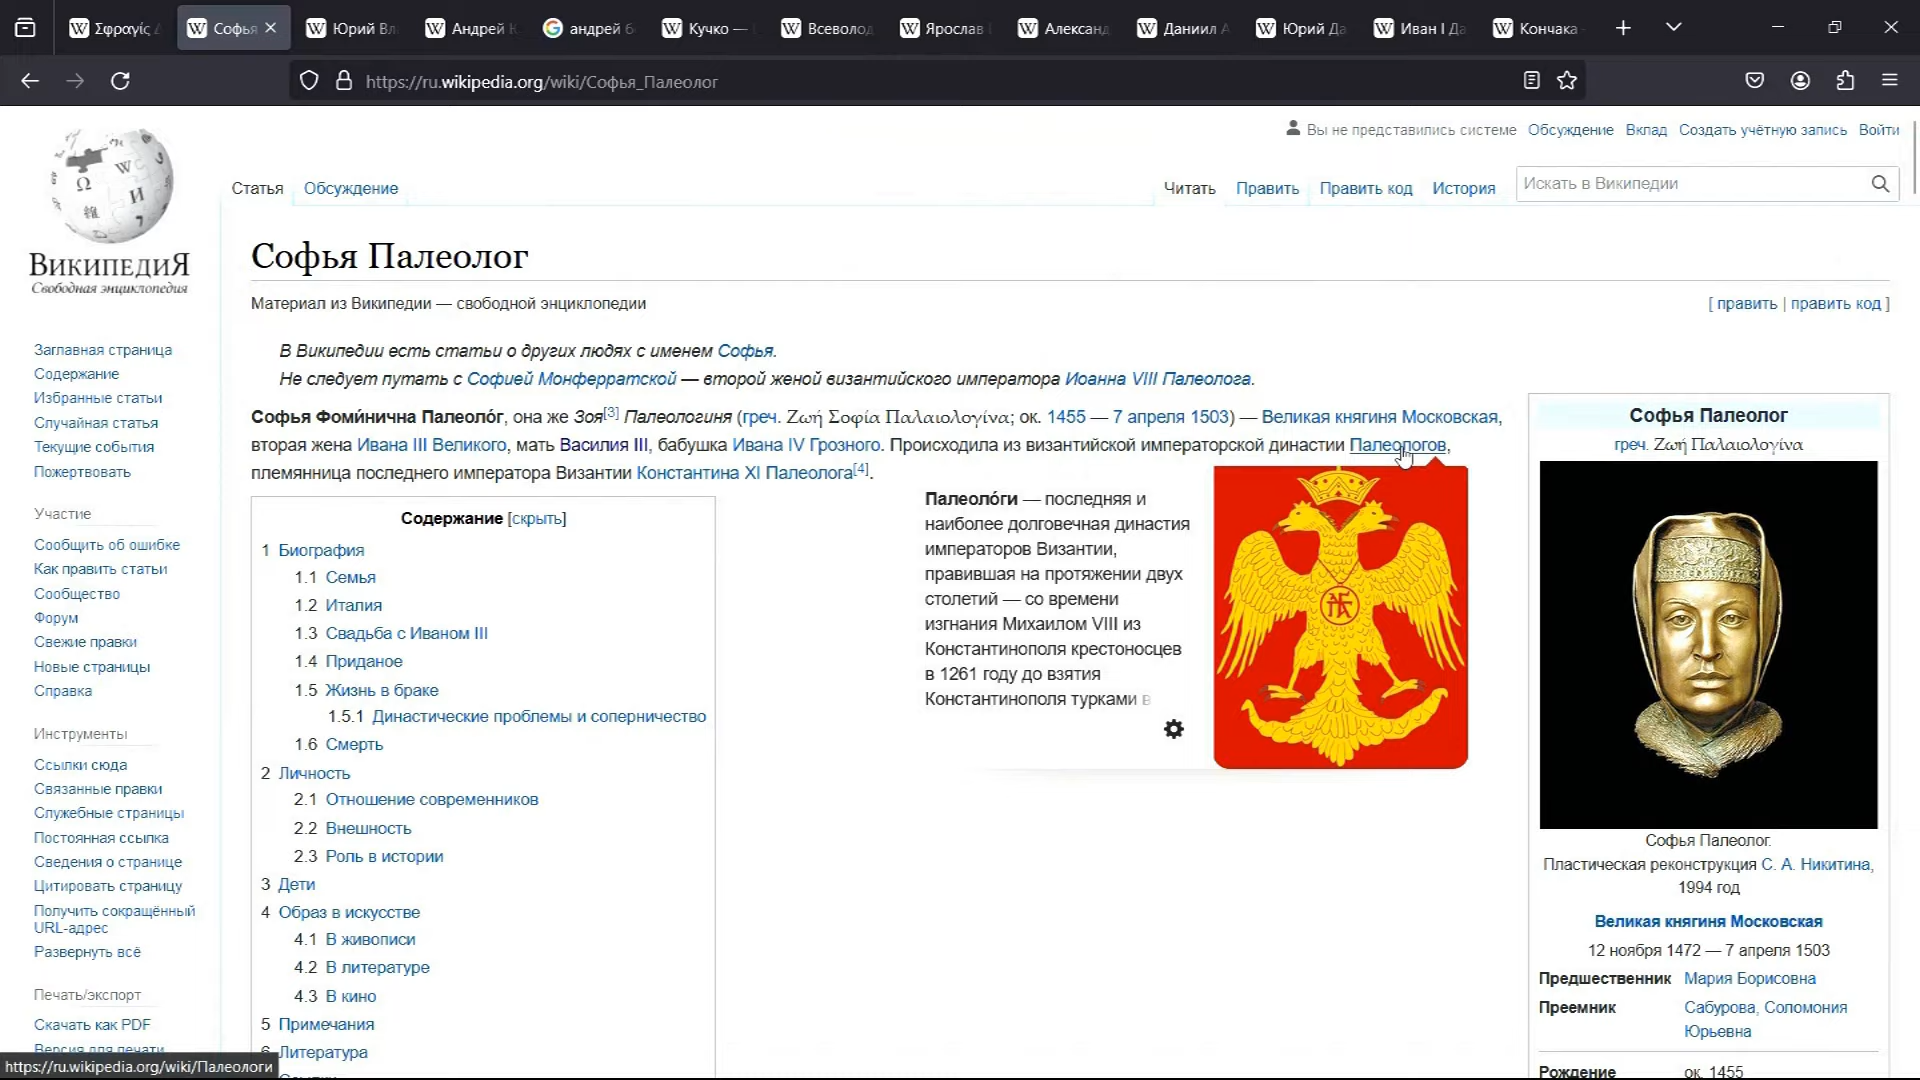 Σφραγίς
Софья
Юрий Вл
Андрей
андрей б
Кучко —
Всеволод
Ярослав
Александ
Даниил А
Юрий Да
Иван I Да
Кончака
https://ru.wikipedia.org/wiki/Софья_Палеолог
Вы не представились системе Обсуждение Вклад Создать учётную запись Войти
Статья Обсуждение Читать Править Править код История Искать в Википедии
ВикипедиЯ
Свободная энциклопедия
Заглавная страница
Содержание
Избранные статьи
Случайная статья
Текущие события
Пожертвовать
Участие
Сообщить об ошибке
Как править статьи
Сообщество
Форум
Свежие правки
Новые страницы
Справка
Инструменты
Ссылки сюда
Связанные правки
Служебные страницы
Постоянная ссылка
Сведения о странице
Цитировать страницу
Получить сокращённый
URL-адрес
Развернуть всё
Печать/экспорт
Скачать как PDF
Версия для печати
https://ru.wikipedia.org/wiki/Палеологи
Софья Палеолог
Материал из Википедии — свободной энциклопедии
[ править | править код ]
В Википедии есть статьи о других людях с именем Софья.
Не следует путать с Софией Монферратской — второй женой византийского императора Иоанна VIII Палеолога.
Софья Фоми́нична Палеоло́г, она же Зоя[3] Палеологиня (греч. Ζωή Σοφία Παλαιολογίνα; ок. 1455 — 7 апреля 1503) — Великая княгиня Московская,
вторая жена Ивана III Великого, мать Василия III, бабушка Ивана IV Грозного. Происходила из византийской императорской династии Палеологов,
племянница последнего императора Византии Константина XI Палеолога[4].
Содержание [скрыть]
1 Биография
1.1 Семья
1.2 Италия
1.3 Свадьба с Иваном III
1.4 Приданое
1.5 Жизнь в браке
1.5.1 Династические проблемы и соперничество
1.6 Смерть
2 Личность
2.1 Отношение современников
2.2 Внешность
2.3 Роль в истории
3 Дети
4 Образ в искусстве
4.1 В живописи
4.2 В литературе
4.3 В кино
5 Примечания
6 Литература
Палеоло́ги — последняя и
наиболее долговечная династия
императоров Византии,
правившая на протяжении двух
столетий — со времени
изгнания Михаилом VIII из
Константинополя крестоносцев
в 1261 году до взятия
Константинополя турками в
Софья Палеолог
греч. Ζωή Παλαιολογίνα
Софья Палеолог.
Пластическая реконструкция С. А. Никитина,
1994 год
Великая княгиня Московская
12 ноября 1472 — 7 апреля 1503
Предшественник Мария Борисовна
Преемник Сабурова, Соломония
Юрьевна
Рождение ок. 1455